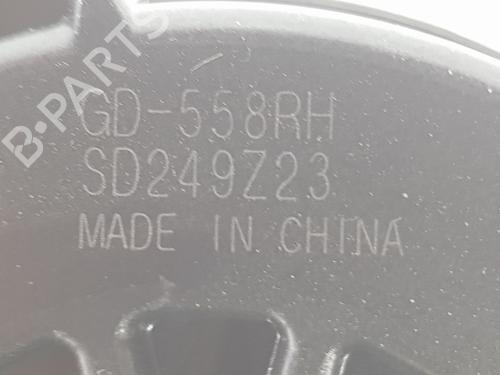 B-PARTS
GD-558RH
SD249Z23
MADE IN CHINA